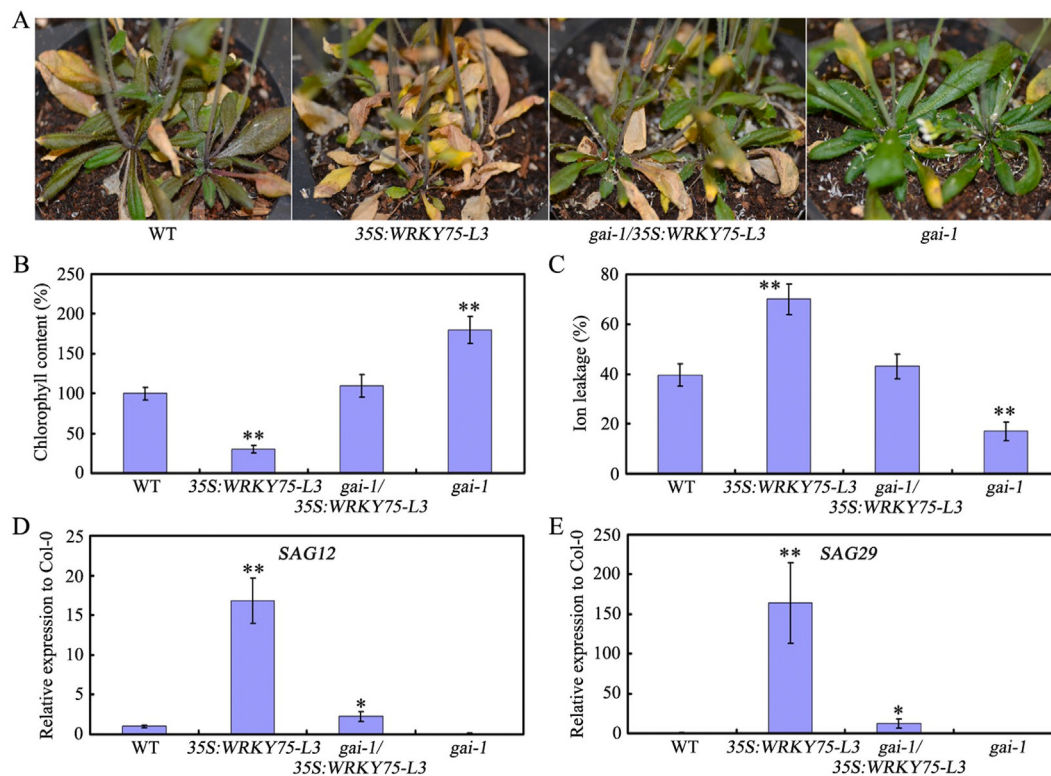 A
WT
35S:WRKY75-L3
gai-1/35S:WRKY75-L3
gai-1
B
Chlorophyll content (%)
250
200
150
100
50
0
**
**
WT
35S:WRKY75-L3
gai-1/
35S:WRKY75-L3
gai-1
C
Ion leakage (%)
80
60
40
20
0
**
**
WT
35S:WRKY75-L3
gai-1/
35S:WRKY75-L3
gai-1
D
Relative expression to Col-0
25
20
15
10
5
0
SAG12
**
*
WT
35S:WRKY75-L3
gai-1/
35S:WRKY75-L3
gai-1
E
Relative expression to Col-0
250
200
150
100
50
0
SAG29
**
*
WT
35S:WRKY75-L3
gai-1/
35S:WRKY75-L3
gai-1